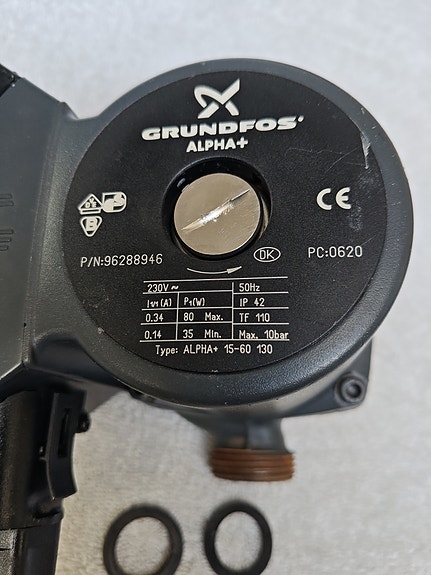 GRUNDFOS
ALPHA+
CE
P/N:96288946
DK
PC:0620
230V ~ 50Hz
I1/1 (A) P1(W) IP 42
0.34 80 Max. TF 110
0.14 35 Min. Max. 10bar
Type: ALPHA+ 15-60 130